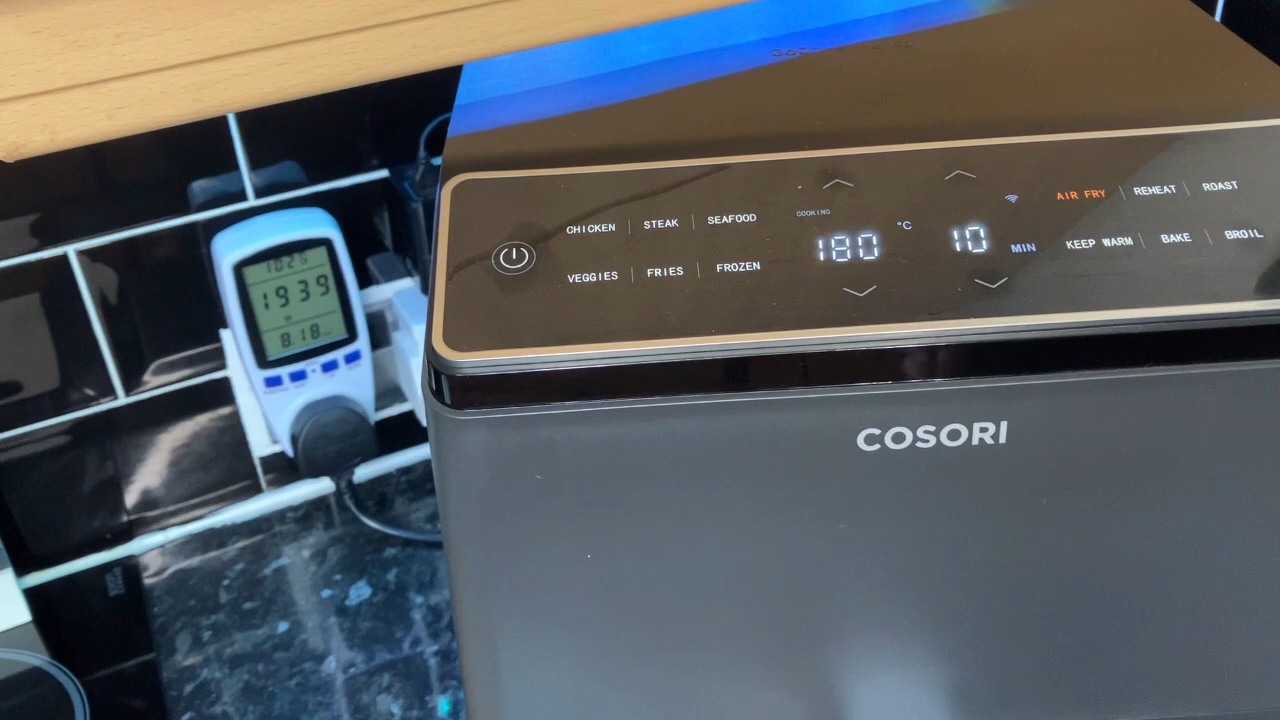 1939
W
8.18
CHICKEN | STEAK | SEAFOOD
VEGGIES | FRIES | FROZEN
COOKING
180 °C
10 MIN
AIR FRY | REHEAT | ROAST
KEEP WARM | BAKE | BROIL
COSORI